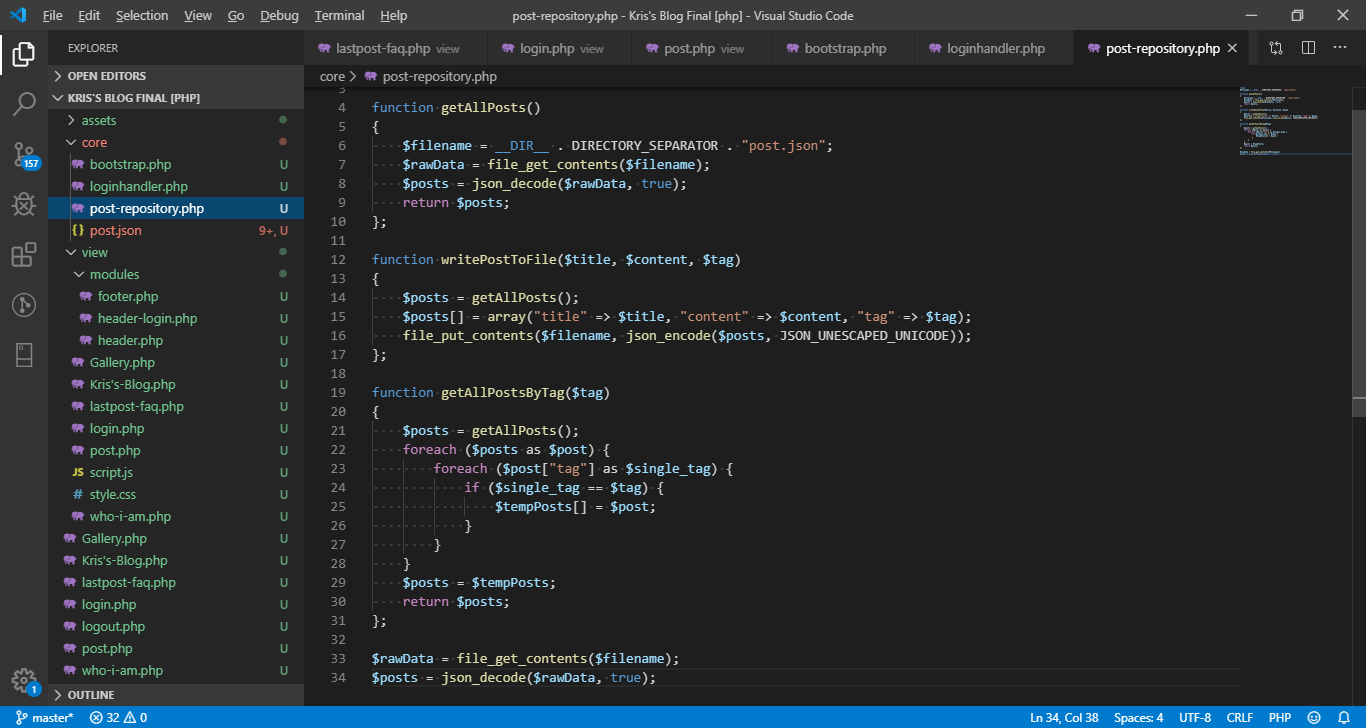 File Edit Selection View Go Debug Terminal Help post-repository.php - Kris's Blog Final [php] - Visual Studio Code
EXPLORER
lastpost-faq.php view login.php view post.php view bootstrap.php loginhandler.php post-repository.php
OPEN EDITORS
KRIS'S BLOG FINAL [PHP]
assets
core
bootstrap.php U
loginhandler.php U
post-repository.php U
{} post.json 9+, U
view
modules
footer.php U
header-login.php U
header.php U
Gallery.php U
Kris's-Blog.php U
lastpost-faq.php U
login.php U
post.php U
JS script.js U
# style.css U
who-i-am.php U
Gallery.php U
Kris's-Blog.php U
lastpost-faq.php U
login.php U
logout.php U
post.php U
who-i-am.php U
OUTLINE
157
1
core > post-repository.php
3
4 function getAllPosts()
5 {
6 $filename = __DIR__ . DIRECTORY_SEPARATOR . "post.json";
7 $rawData = file_get_contents($filename);
8 $posts = json_decode($rawData, true);
9 return $posts;
10 };
11
12 function writePostToFile($title, $content, $tag)
13 {
14 $posts = getAllPosts();
15 $posts[] = array("title" => $title, "content" => $content, "tag" => $tag);
16 file_put_contents($filename, json_encode($posts, JSON_UNESCAPED_UNICODE));
17 };
18
19 function getAllPostsByTag($tag)
20 {
21 $posts = getAllPosts();
22 foreach ($posts as $post) {
23 foreach ($post["tag"] as $single_tag) {
24 if ($single_tag == $tag) {
25 $tempPosts[] = $post;
26 }
27 }
28 }
29 $posts = $tempPosts;
30 return $posts;
31 };
32
33 $rawData = file_get_contents($filename);
34 $posts = json_decode($rawData, true);
master* 32 0 Ln 34, Col 38 Spaces: 4 UTF-8 CRLF PHP